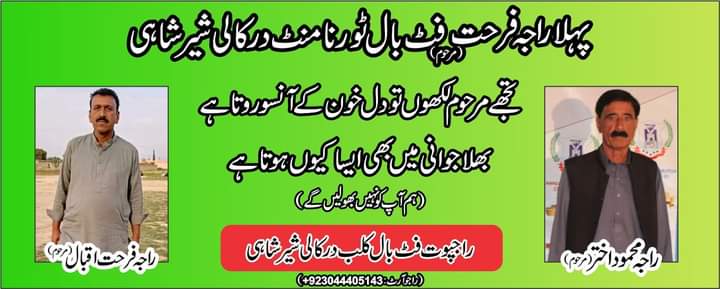 پہلا راجہ فرحت (مرحوم) فٹ بال ٹورنامنٹ درکالی شیر شاہی
تجھے مرحوم لکھوں تو دل خون کے آنسو روتا ہے
بھلا جوانی میں بھی ایسا کیوں ہوتا ہے
(ہم آپ کو نہیں بھولیں گے)
راجپوت فٹ بال کلب درکالی شیر شاہی
راجہ فرحت اقبال (مرحوم)
راجہ محمود اختر (مرحوم)
(راجو آرٹ: 923044405143+)